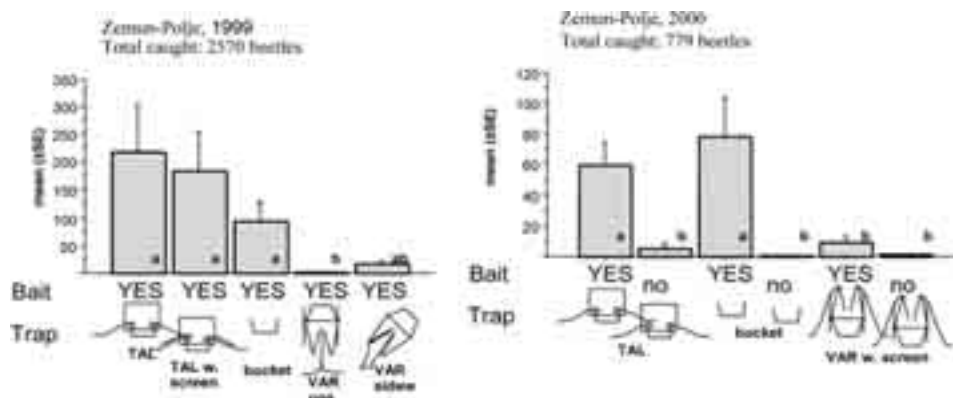 Zemun-Polje, 1999
Total caught: 2570 beetles
mean (±SE)
350
300
250
200
150
100
50
a
a
a
b
ab
Bait
YES
YES
YES
YES
YES
Trap
TAL
TAL w. screen
bucket
VAR
VAR sidew
Zemun-Polje, 2000
Total caught: 779 beetles
mean (±SE)
120
100
80
60
40
20
a
b
a
b
b
b
Bait
YES
no
YES
no
YES
no
Trap
TAL
bucket
VAR w. screen